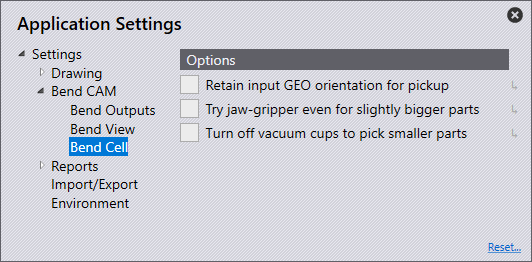 Application Settings
Settings
Drawing
Bend CAM
Bend Outputs
Bend View
Bend Cell
Reports
Import/Export
Environment
Options
Retain input GEO orientation for pickup
Try jaw-gripper even for slightly bigger parts
Turn off vacuum cups to pick smaller parts
Reset...